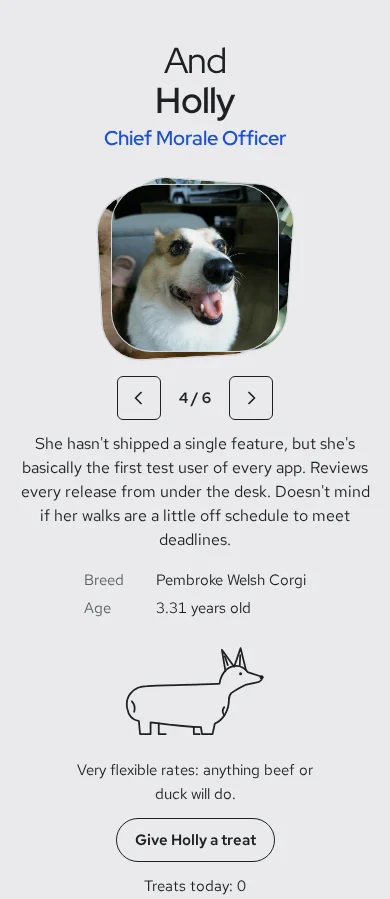 And
Holly
Chief Morale Officer
4 / 6
She hasn't shipped a single feature, but she's
basically the first test user of every app. Reviews
every release from under the desk. Doesn't mind
if her walks are a little off schedule to meet
deadlines.
Breed Pembroke Welsh Corgi
Age 3.31 years old
Very flexible rates: anything beef or
duck will do.
Give Holly a treat
Treats today: 0